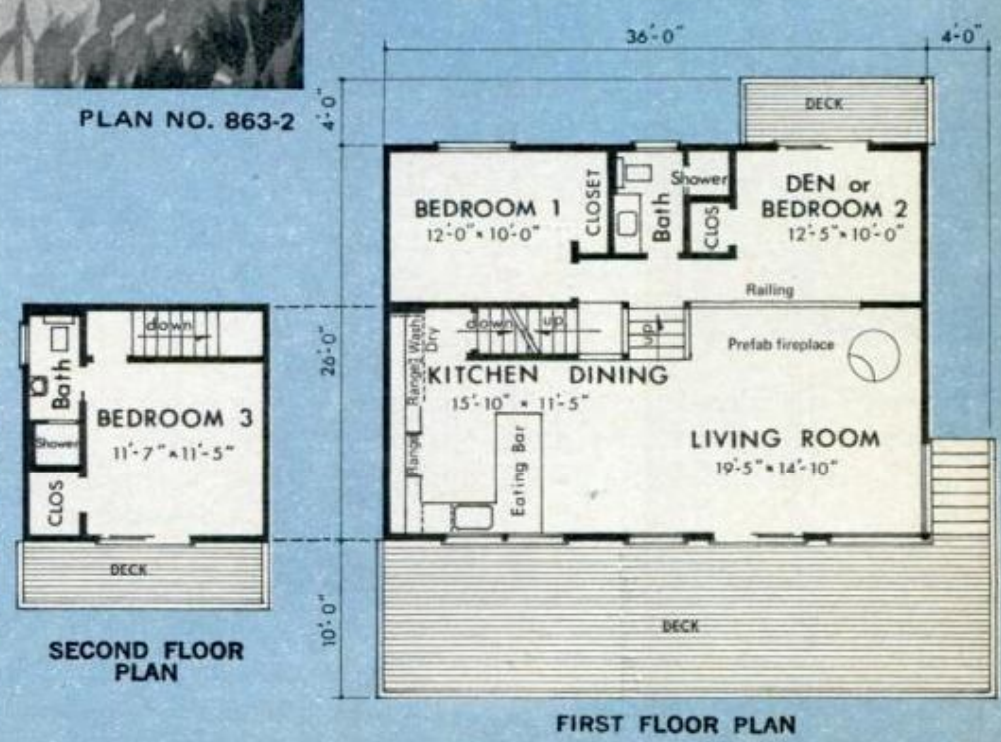 PLAN NO. 863-2
36'-0"
4'-0"
4'-0"
DECK
BEDROOM 1
12'-0" × 10'-0"
CLOSET
Bath
Shower
CLOS
DEN or
BEDROOM 2
12'-5" × 10'-0"
Railing
26'-0"
down
up
up
Wash
Dry
Range
Range
KITCHEN DINING
15'-10" × 11'-5"
Eating Bar
Prefab fireplace
LIVING ROOM
19'-5" × 14'-10"
10'-0"
DECK
FIRST FLOOR PLAN
down
Bath
Shower
CLOS
BEDROOM 3
11'-7" × 11'-5"
DECK
SECOND FLOOR
PLAN